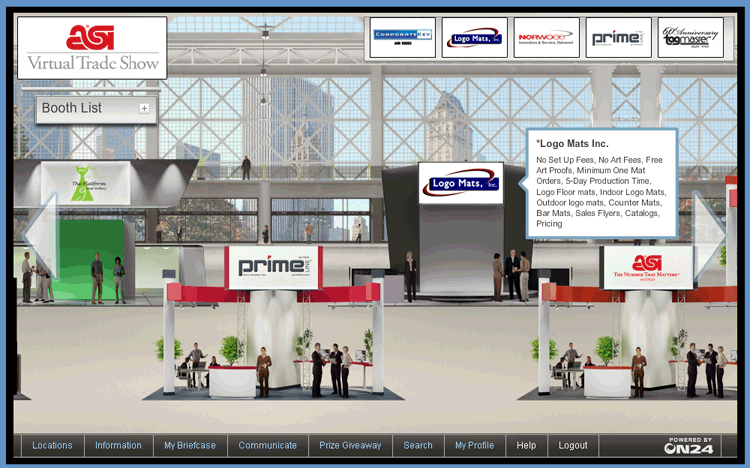 ASI
Virtual Trade Show
CORPORATEKEY
Logo Mats, Inc.
NORWOOD
Innovation & Service Delivered
prime
60th Anniversary
tagmaster
Booth List +
*Logo Mats Inc.
No Set Up Fees, No Art Fees, Free
Art Proofs, Minimum One Mat
Orders, 5-Day Production Time,
Logo Floor mats, Indoor Logo Mats,
Outdoor logo mats, Counter Mats,
Bar Mats, Sales Flyers, Catalogs,
Pricing
The Platform
Logo Mats, Inc.
prime
LINE
ASI
THE NUMBER THAT MATTERS
Locations
Information
My Briefcase
Communicate
Prize Giveaway
Search
My Profile
Help
Logout
POWERED BY
ON24